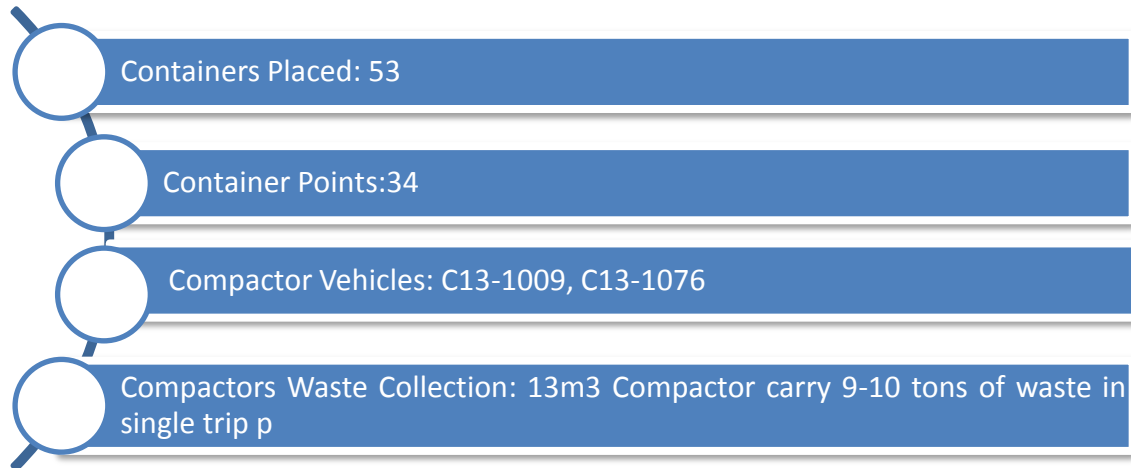 Containers Placed: 53
Container Points:34
Compactor Vehicles: C13-1009, C13-1076
Compactors Waste Collection: 13m3 Compactor carry 9-10 tons of waste in
single trip p